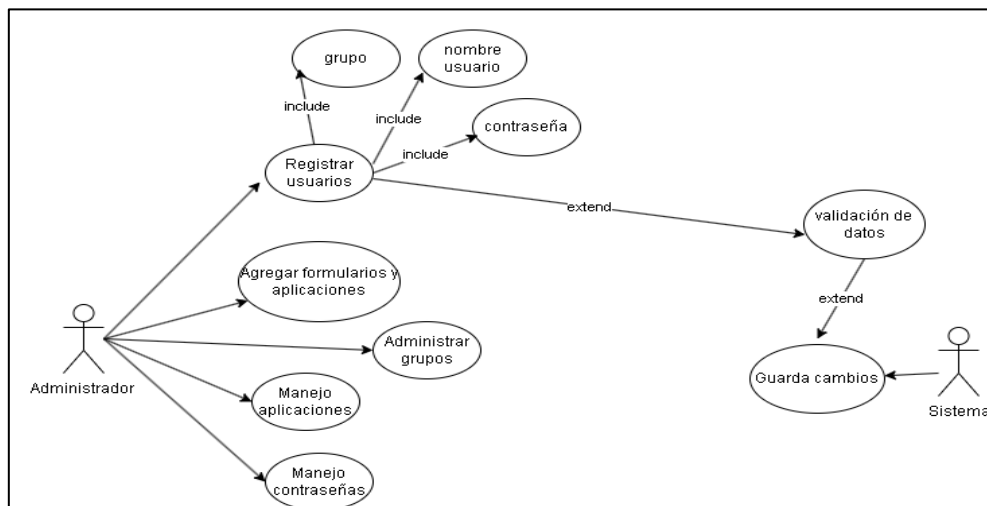 grupo
nombre
usuario
include
include
contraseña
include
Registrar
usuarios
extend
validación de
datos
Agregar formularios y
aplicaciones
extend
Administrar
grupos
Administrador
Guarda cambios
Sistema
Manejo
aplicaciones
Manejo
contraseñas